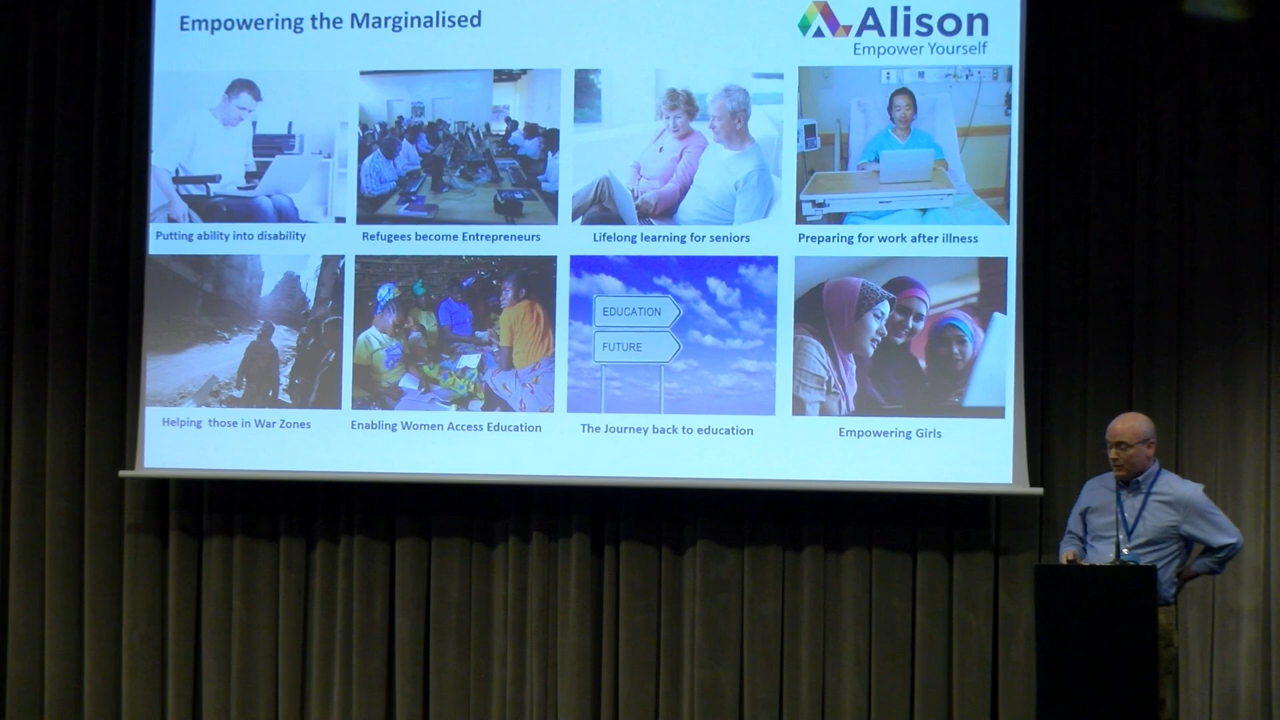 Empowering the Marginalised
Alison
Empower Yourself
Putting ability into disability
Refugees become Entrepreneurs
Lifelong learning for seniors
Preparing for work after illness
EDUCATION
FUTURE
Helping those in War Zones
Enabling Women Access Education
The Journey back to education
Empowering Girls